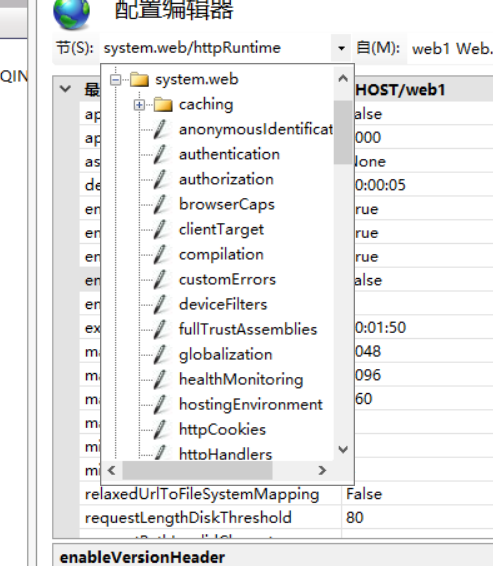 配置编辑器
节(S): system.web/httpRuntime 自(M): web1 Web.
QIN
system.web
最 HOST/web1
caching
ap alse
anonymousIdentificat
ap 000
authentication
as None
authorization
de 0:00:05
browserCaps
en rue
clientTarget
en rue
compilation
en rue
customErrors
en alse
deviceFilters
en
fullTrustAssemblies
ex 0:01:50
globalization
ma 048
healthMonitoring
ma 096
hostingEnvironment
ma 60
httpCookies
ma
mi
httpHandlers
mi
relaxedUrlToFileSystemMapping False
requestLengthDiskThreshold 80
enableVersionHeader